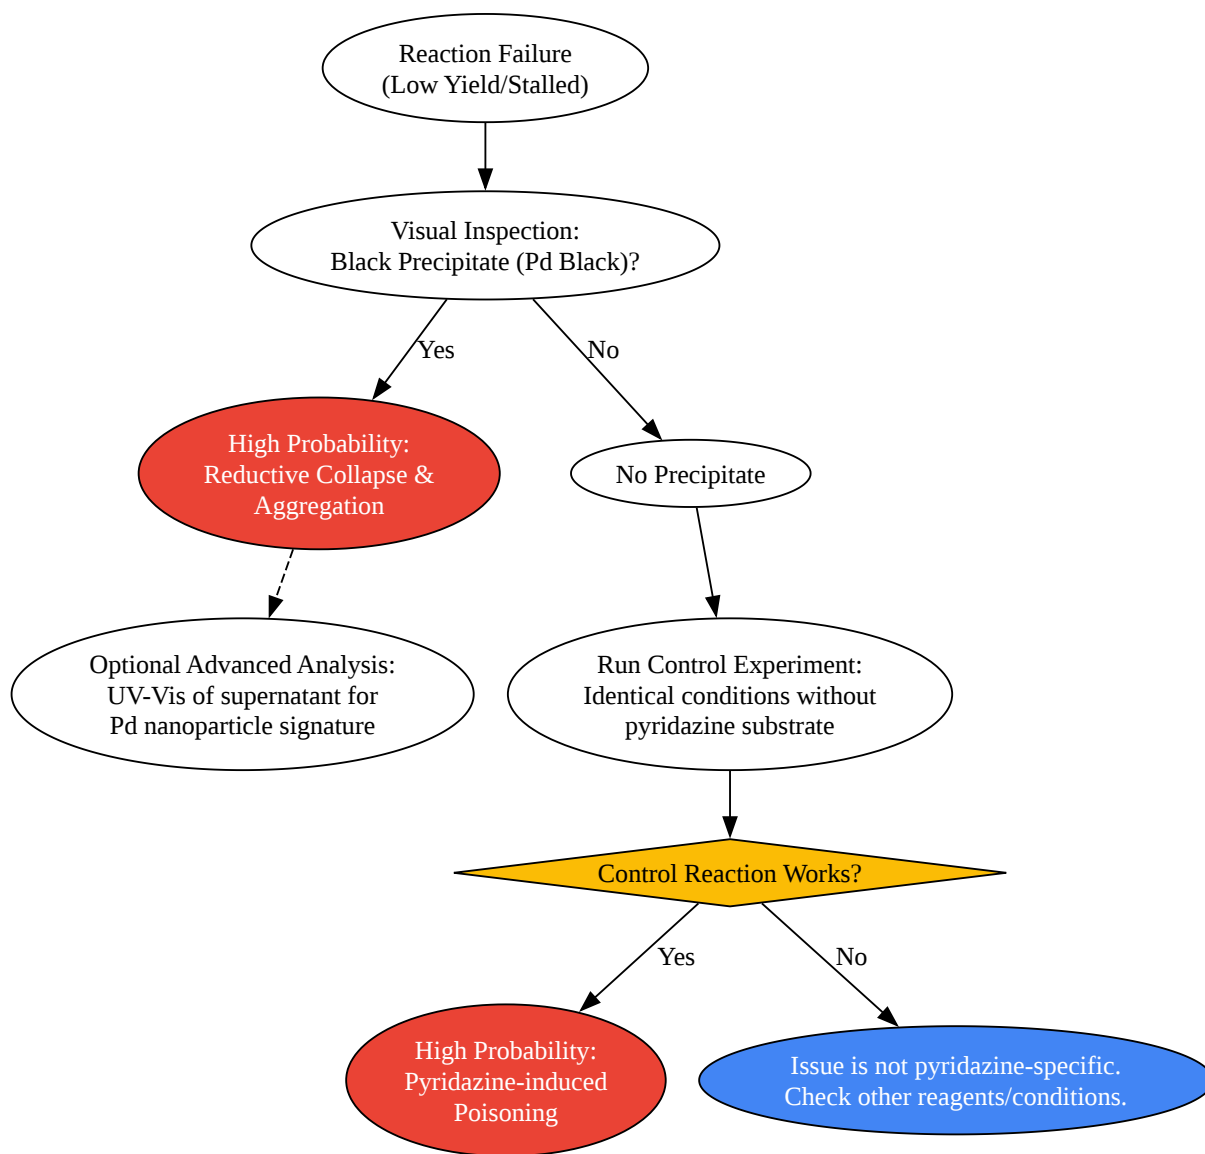 Reaction Failure
(Low Yield/Stalled)
Visual Inspection:
Black Precipitate (Pd Black)?
Yes
No
High Probability:
Reductive Collapse &
Aggregation
No Precipitate
Optional Advanced Analysis:
UV-Vis of supernatant for
Pd nanoparticle signature
Run Control Experiment:
Identical conditions without
pyridazine substrate
Control Reaction Works?
Yes
No
High Probability:
Pyridazine-induced
Poisoning
Issue is not pyridazine-specific.
Check other reagents/conditions.